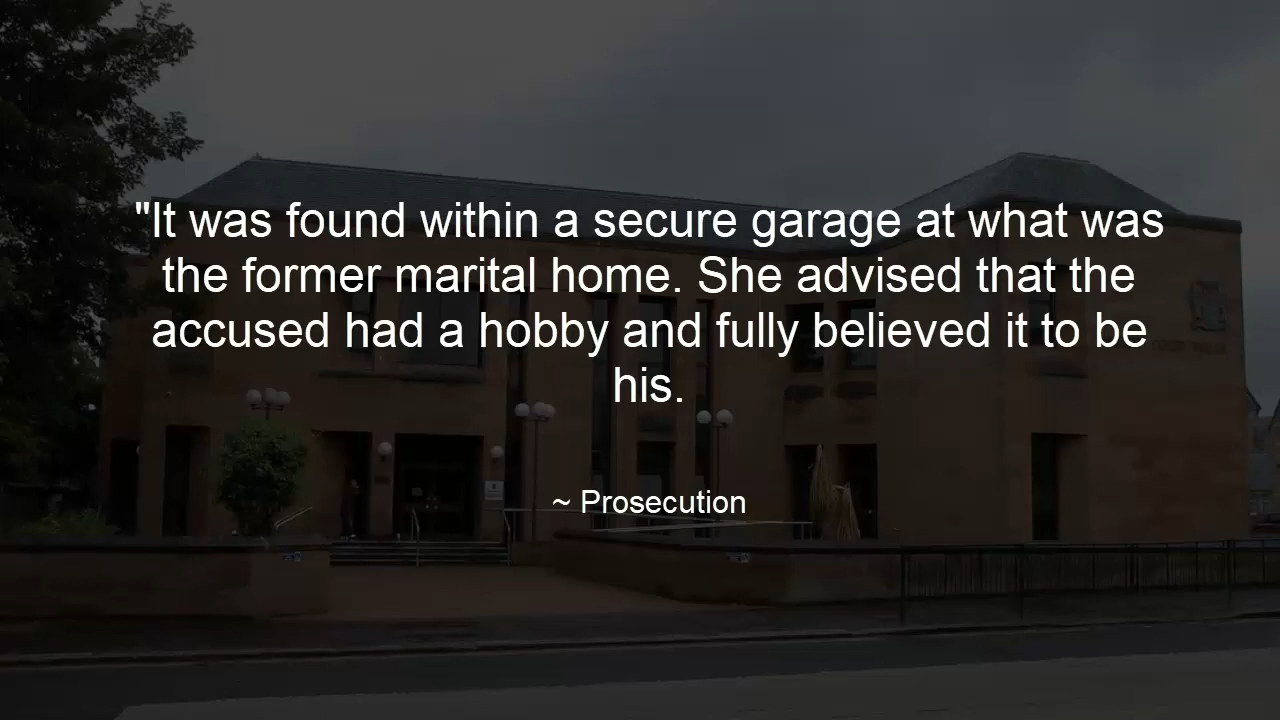 "It was found within a secure garage at what was
the former marital home. She advised that the
accused had a hobby and fully believed it to be
his.
~ Prosecution